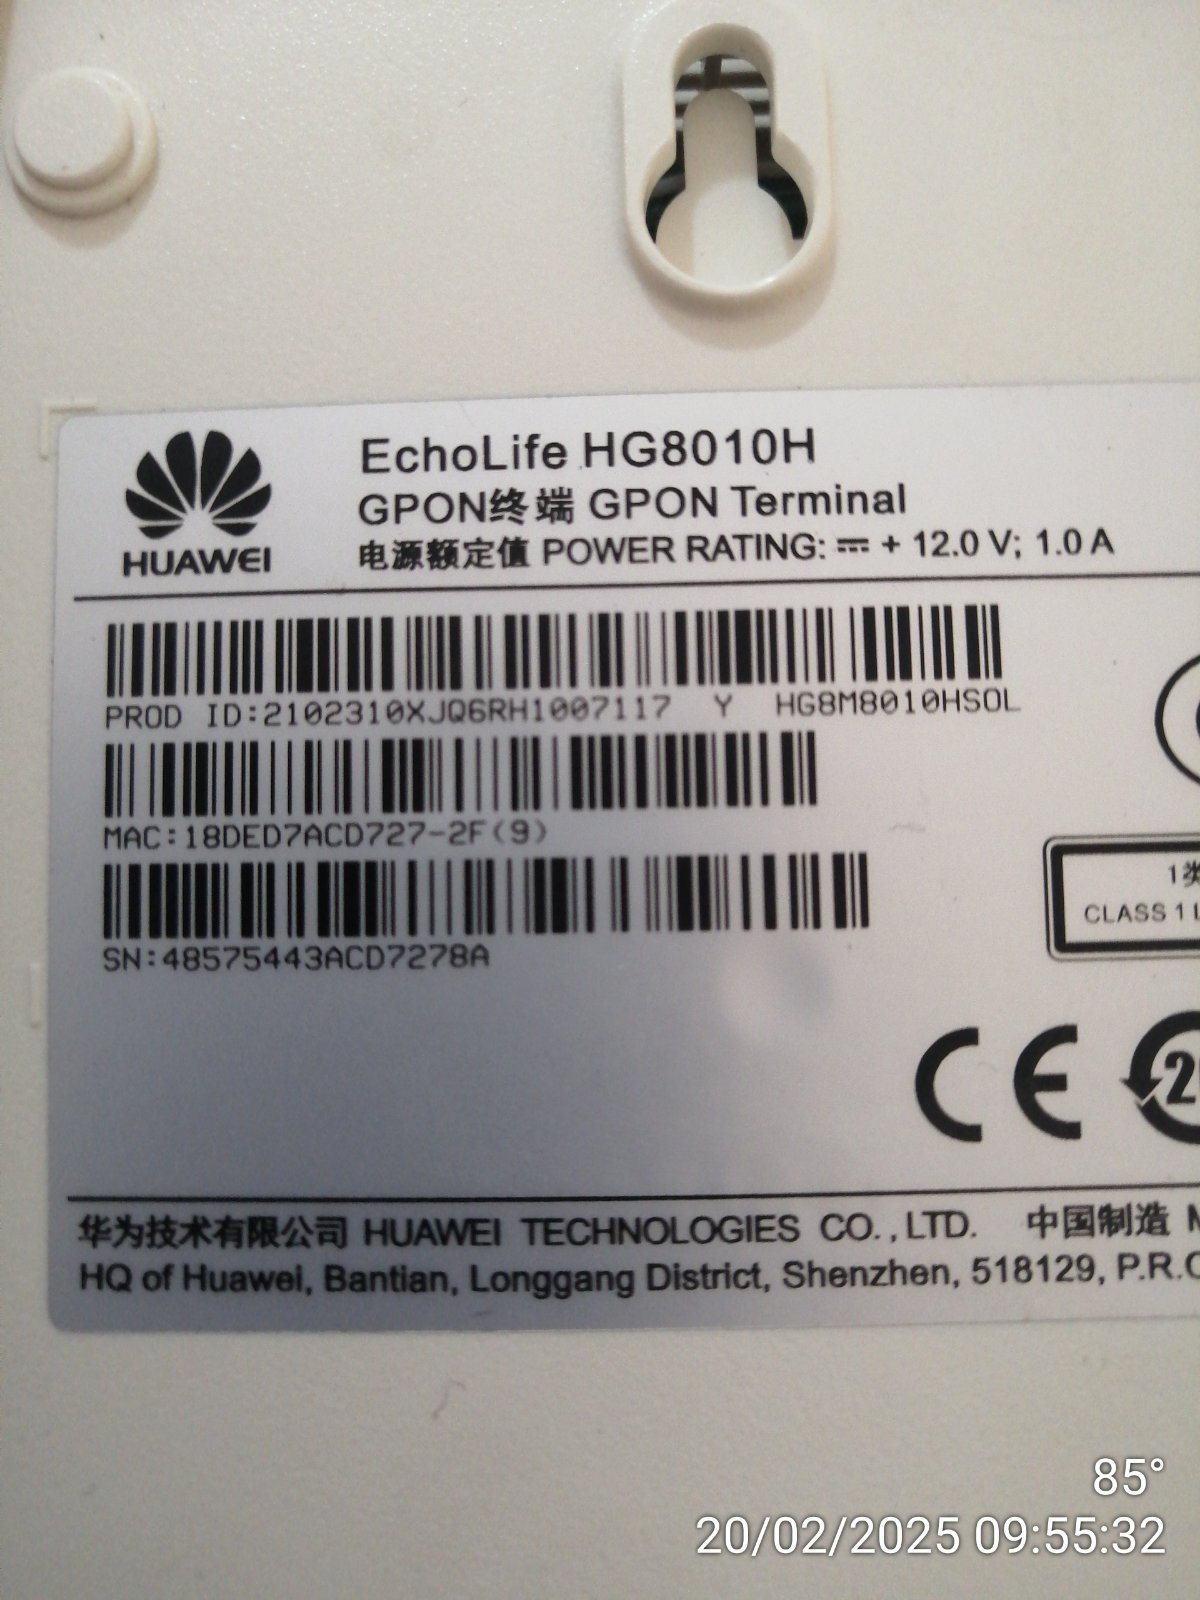 EchoLife HG8010H
GPON终端 GPON Terminal
电源额定值 POWER RATING: ⎓ + 12.0 V; 1.0 A
HUAWEI
PROD ID:2102310XJQ6RH1007117 Y HG8M8010HSOL
MAC:18DED7ACD727-2F(9)
SN:48575443ACD7278A
1类
CLASS 1 L
CE
华为技术有限公司 HUAWEI TECHNOLOGIES CO.,LTD. 中国制造
HQ of Huawei, Bantian, Longgang District, Shenzhen, 518129, P.R.C
85°
20/02/2025 09:55:32